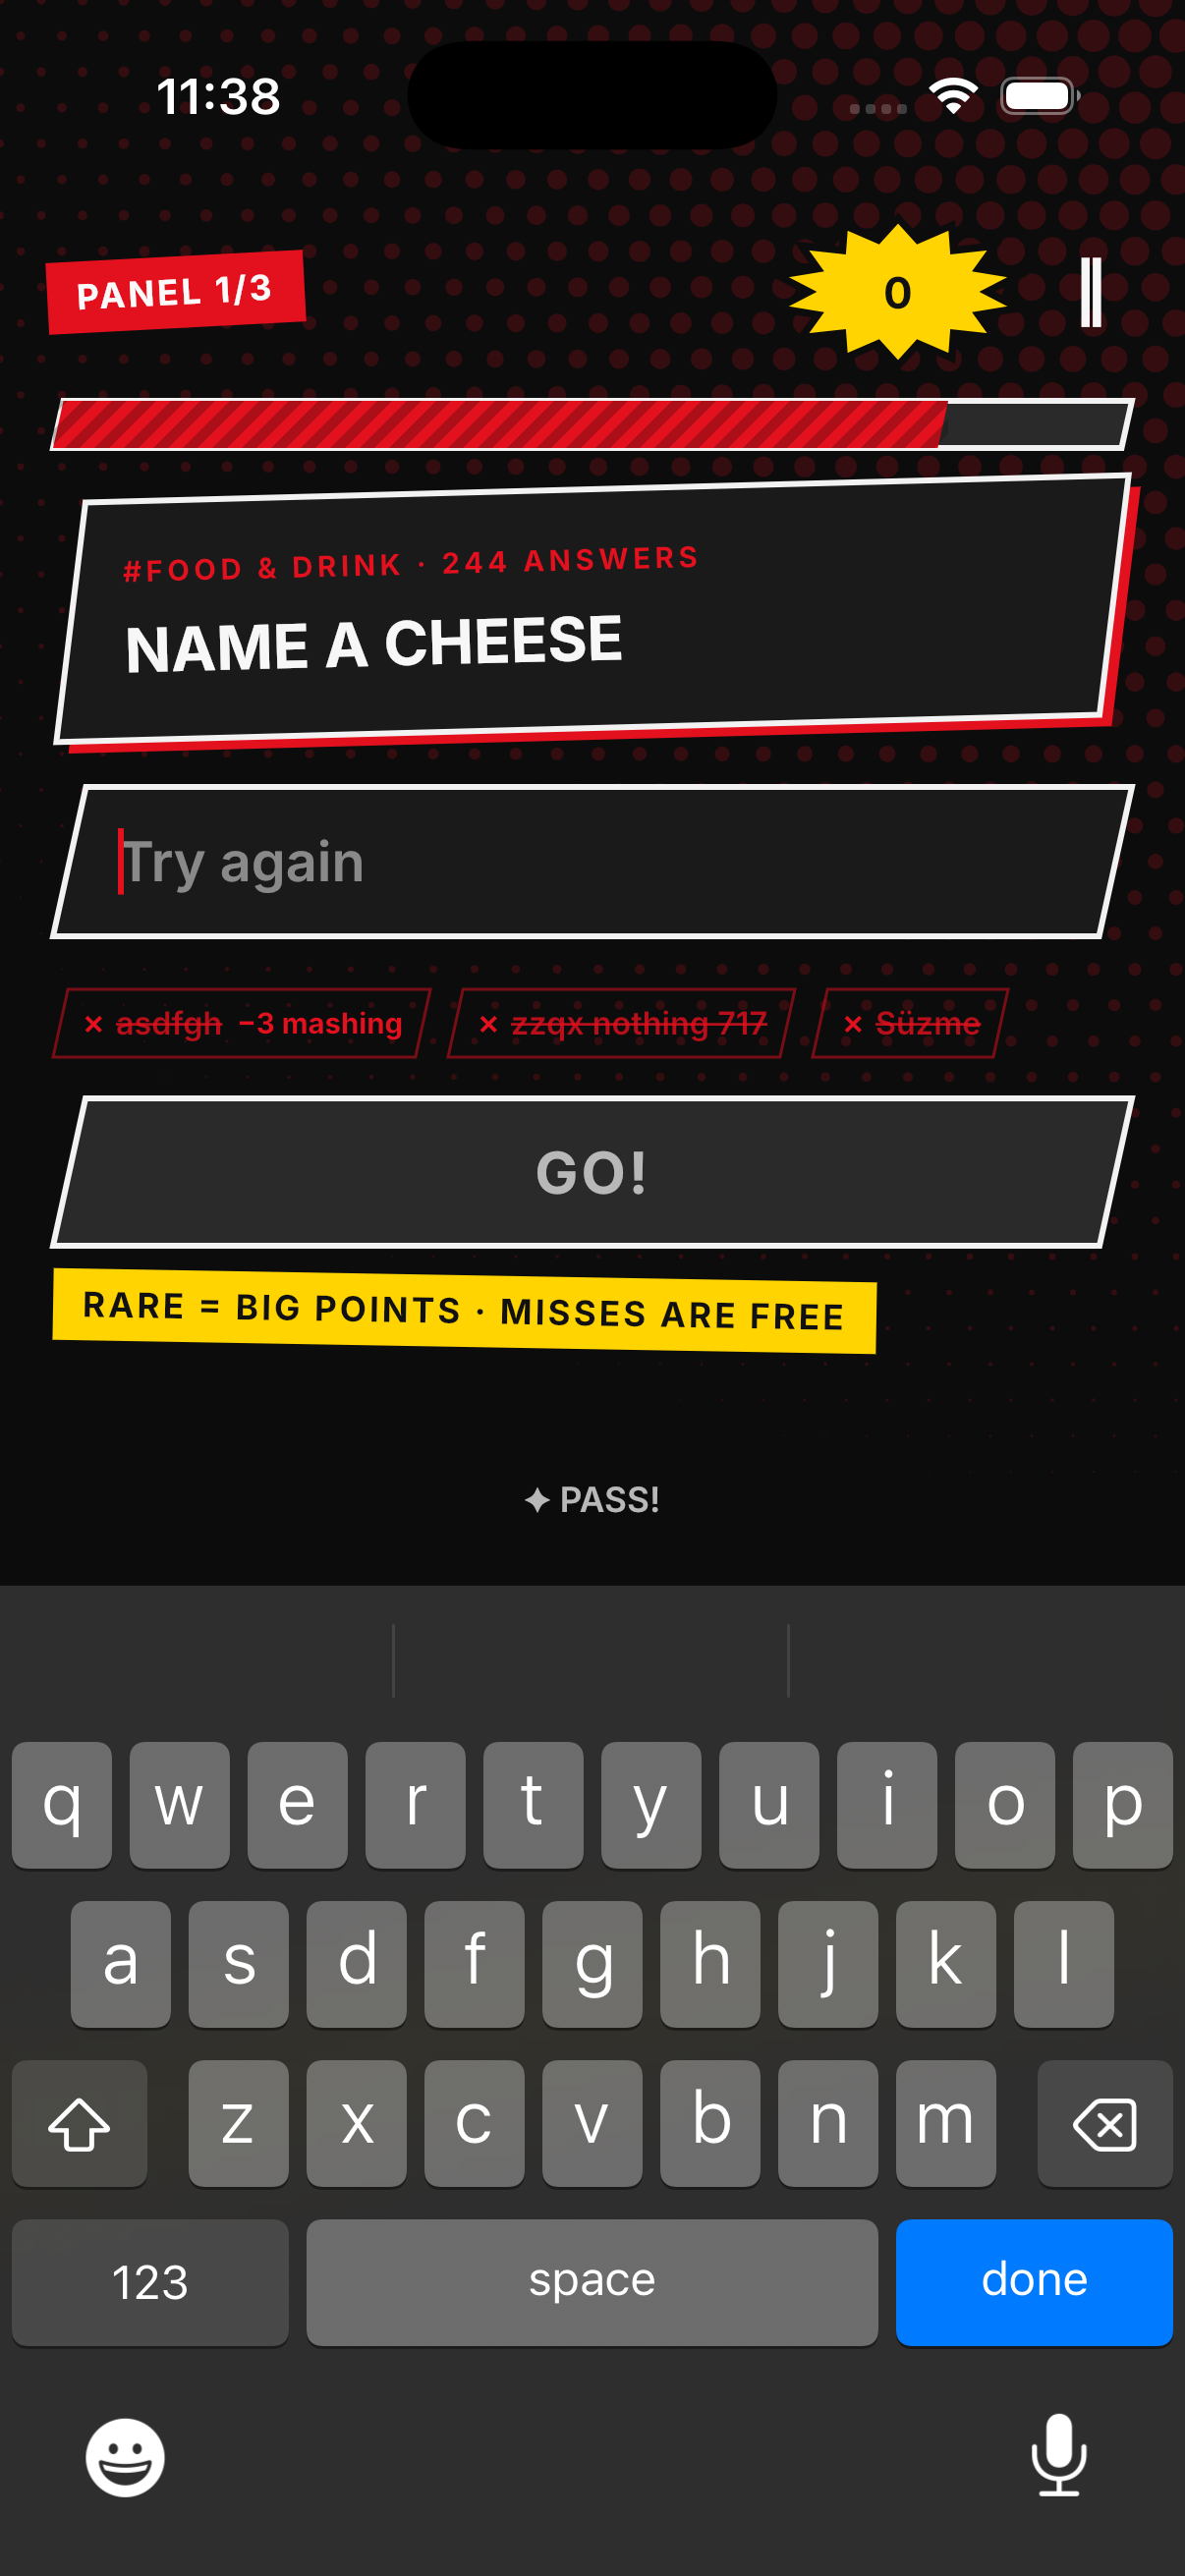 11:38
PANEL 1/3
0
#FOOD & DRINK · 244 ANSWERS
NAME A CHEESE
Try again
× asdfgh −3 mashing × zzqx nothing 717 × Süzme
GO!
RARE = BIG POINTS · MISSES ARE FREE
✦ PASS!
q w e r t y u i o p
a s d f g h j k l
z x c v b n m
123 space done